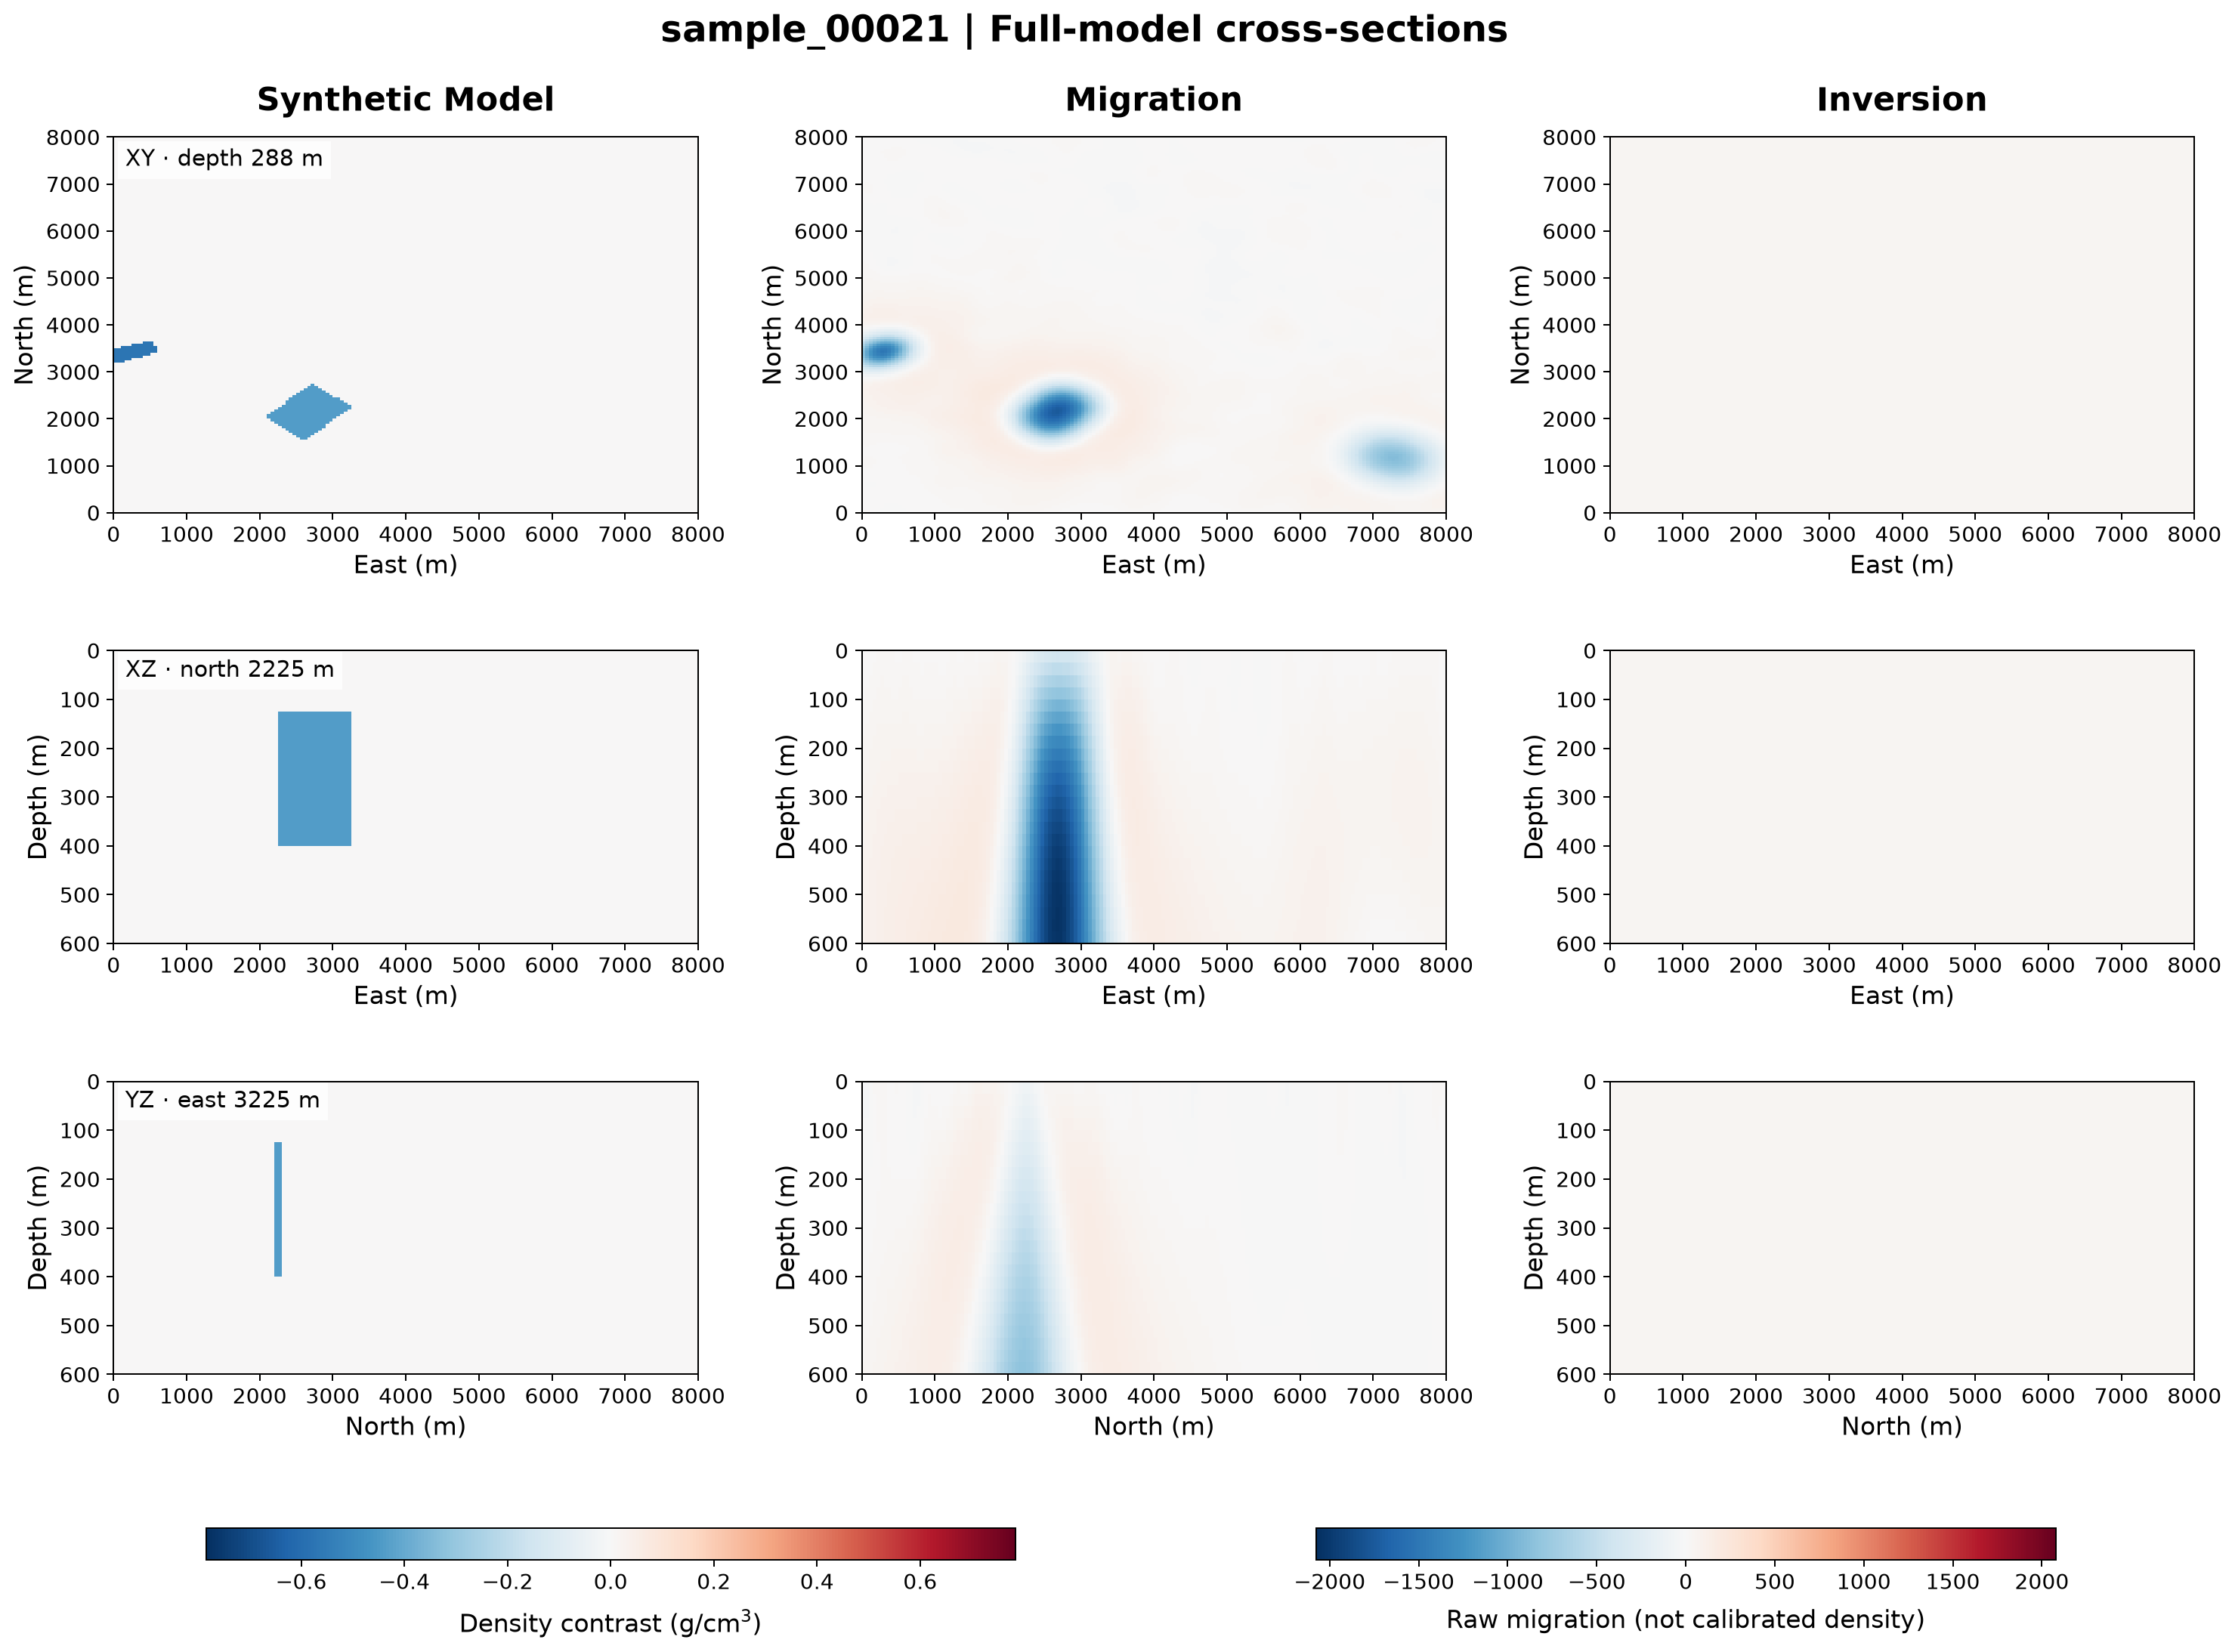 sample_00021 | Full-model cross-sections
Synthetic Model
Migration
Inversion
XY · depth 288 m
8000
7000
6000
5000
4000
3000
2000
1000
0
North (m)
0 1000 2000 3000 4000 5000 6000 7000 8000
East (m)
8000
7000
6000
5000
4000
3000
2000
1000
0
North (m)
0 1000 2000 3000 4000 5000 6000 7000 8000
East (m)
8000
7000
6000
5000
4000
3000
2000
1000
0
North (m)
0 1000 2000 3000 4000 5000 6000 7000 8000
East (m)
XZ · north 2225 m
0
100
200
300
400
500
600
Depth (m)
0 1000 2000 3000 4000 5000 6000 7000 8000
East (m)
0
100
200
300
400
500
600
Depth (m)
0 1000 2000 3000 4000 5000 6000 7000 8000
East (m)
0
100
200
300
400
500
600
Depth (m)
0 1000 2000 3000 4000 5000 6000 7000 8000
East (m)
YZ · east 3225 m
0
100
200
300
400
500
600
Depth (m)
0 1000 2000 3000 4000 5000 6000 7000 8000
North (m)
0
100
200
300
400
500
600
Depth (m)
0 1000 2000 3000 4000 5000 6000 7000 8000
North (m)
0
100
200
300
400
500
600
Depth (m)
0 1000 2000 3000 4000 5000 6000 7000 8000
North (m)
−0.6 −0.4 −0.2 0.0 0.2 0.4 0.6
Density contrast (g/cm³)
−2000 −1500 −1000 −500 0 500 1000 1500 2000
Raw migration (not calibrated density)